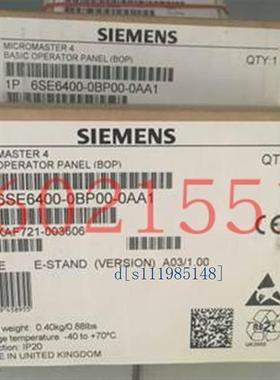 SIEMENS
MICROMASTER 4
BASIC OPERATOR PANEL (BOP)
QTY:1
1P 6SE6400-0BP00-0AA1
SIEMENS
MASTER 4
OPERATOR PANEL (BOP)
QT
6SE6400-0BP00-0AA1
602155
XAF721-003606
E-STAND (VERSION) A03/1.00
d[s111985148]
weight: 0.40kg/0.88lbs
temperature -40 to +70°C
IP20
IN UNITED KINGDOM